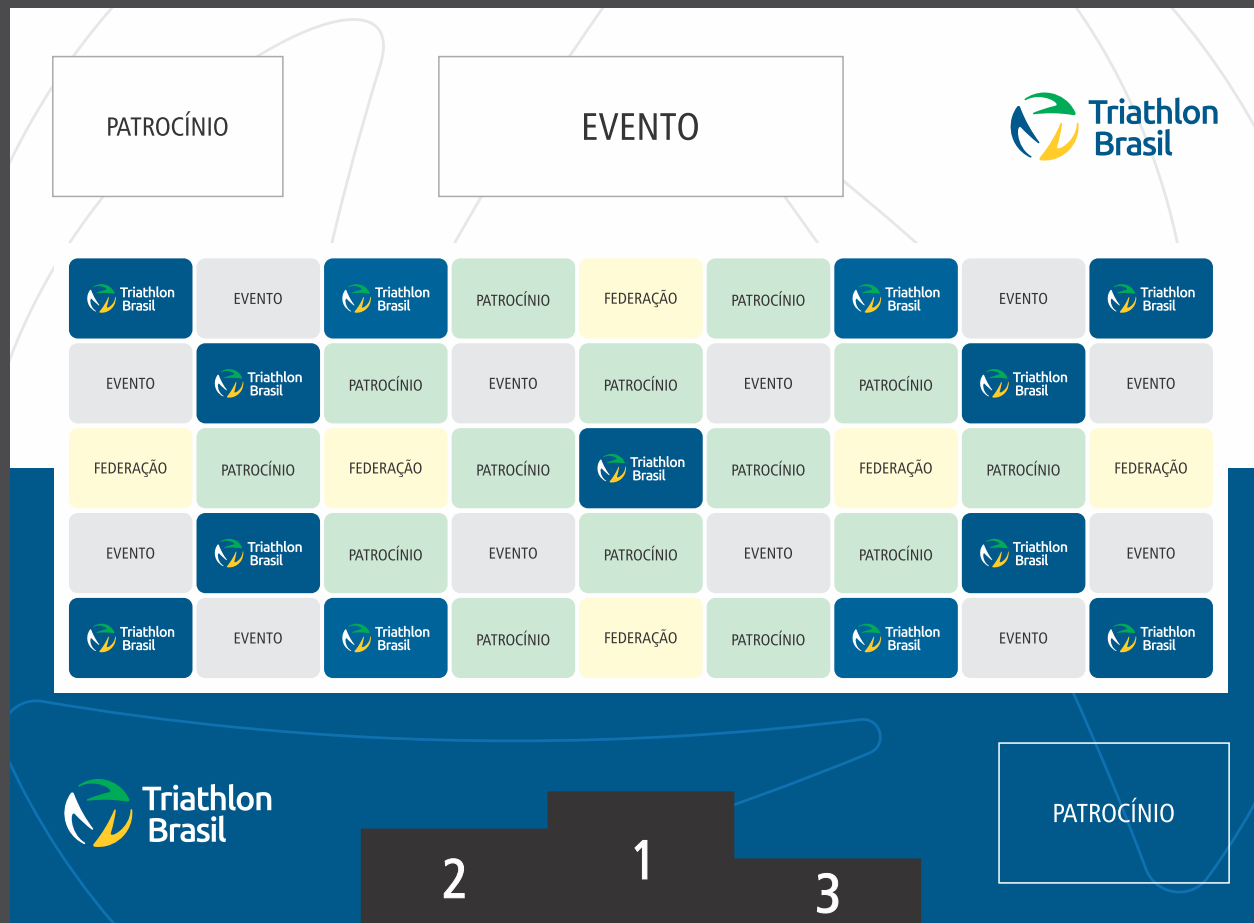 PATROCÍNIO
EVENTO
Triathlon
Brasil
Triathlon
Brasil
EVENTO
Triathlon
Brasil
PATROCÍNIO
FEDERAÇÃO
PATROCÍNIO
Triathlon
Brasil
EVENTO
Triathlon
Brasil
EVENTO
Triathlon
Brasil
PATROCÍNIO
EVENTO
PATROCÍNIO
EVENTO
PATROCÍNIO
Triathlon
Brasil
EVENTO
FEDERAÇÃO
PATROCÍNIO
FEDERAÇÃO
PATROCÍNIO
Triathlon
Brasil
PATROCÍNIO
FEDERAÇÃO
PATROCÍNIO
FEDERAÇÃO
EVENTO
Triathlon
Brasil
PATROCÍNIO
EVENTO
PATROCÍNIO
EVENTO
PATROCÍNIO
Triathlon
Brasil
EVENTO
Triathlon
Brasil
EVENTO
Triathlon
Brasil
PATROCÍNIO
FEDERAÇÃO
PATROCÍNIO
Triathlon
Brasil
EVENTO
Triathlon
Brasil
Triathlon
Brasil
2
1
3
PATROCÍNIO